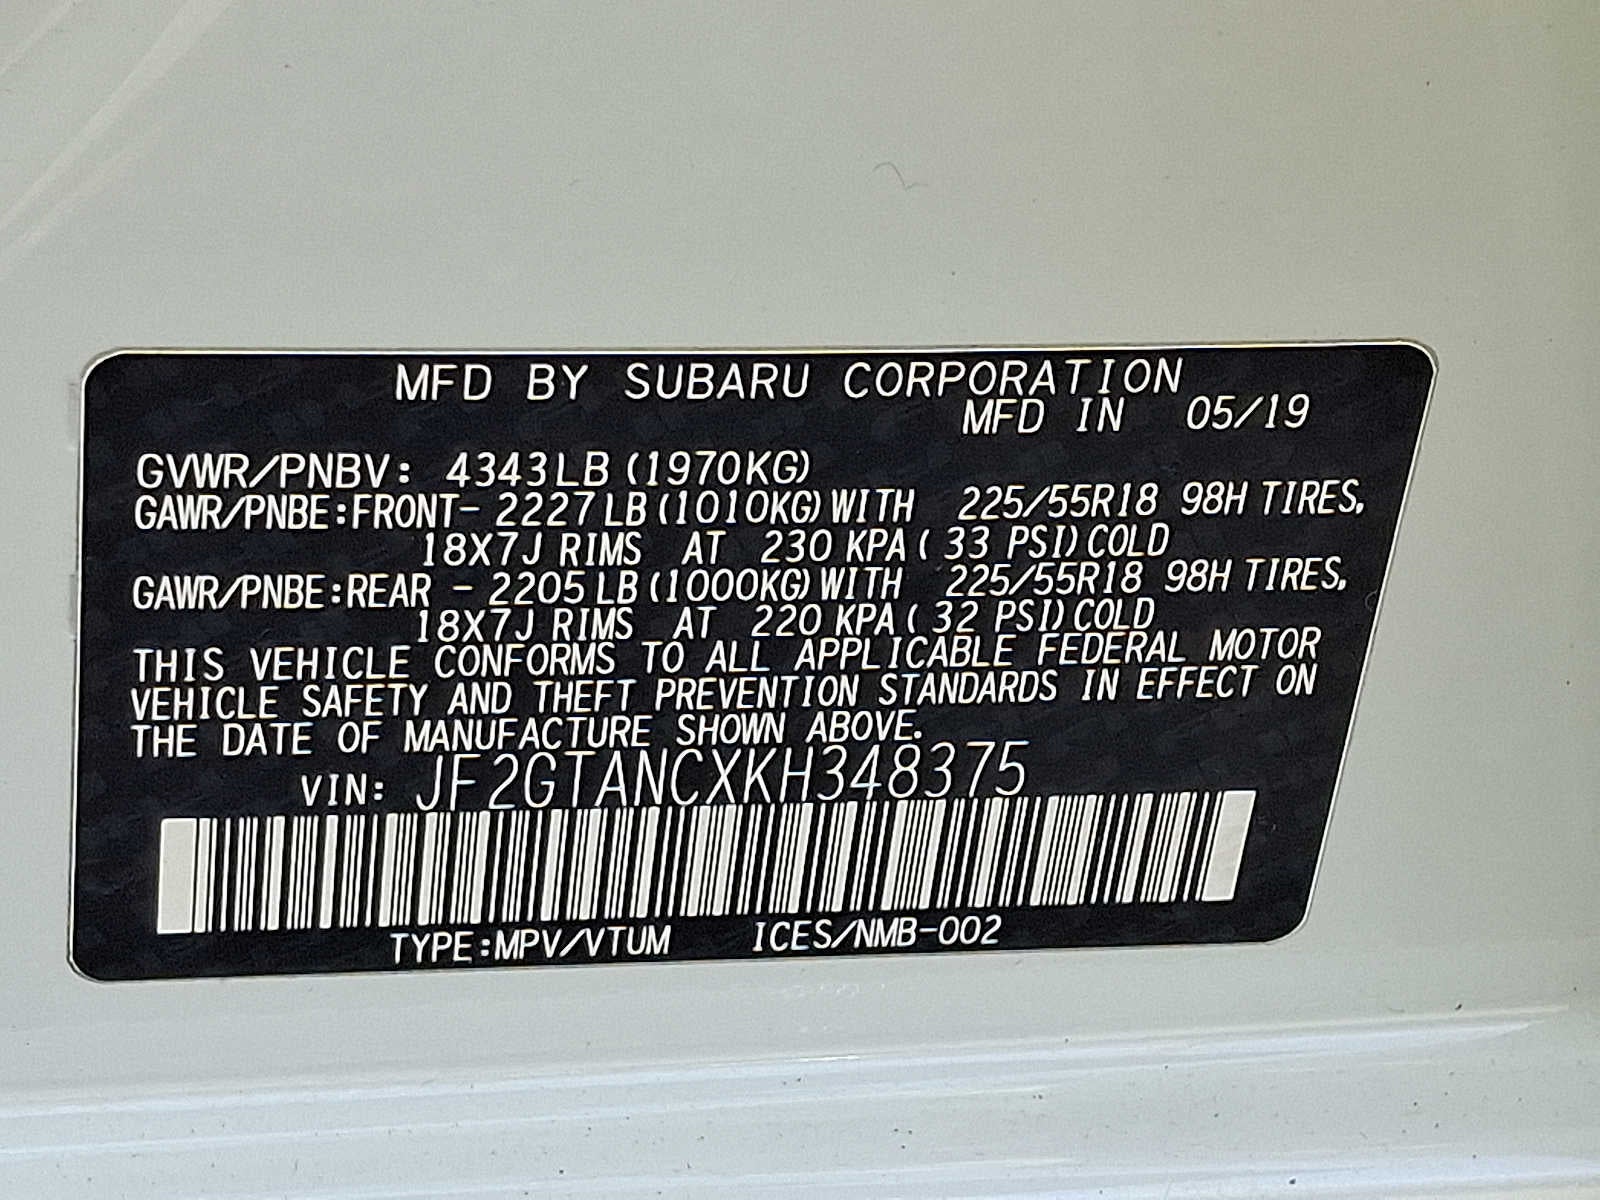 MFD BY SUBARU CORPORATION
MFD IN 05/19
GVWR/PNBV: 4343LB (1970KG)
GAWR/PNBE:FRONT- 2227LB (1010KG) WITH 225/55R18 98H TIRES,
18X7J RIMS AT 230 KPA ( 33 PSI) COLD
GAWR/PNBE:REAR - 2205LB (1000KG) WITH 225/55R18 98H TIRES,
18X7J RIMS AT 220 KPA ( 32 PSI) COLD
THIS VEHICLE CONFORMS TO ALL APPLICABLE FEDERAL MOTOR
VEHICLE SAFETY AND THEFT PREVENTION STANDARDS IN EFFECT ON
THE DATE OF MANUFACTURE SHOWN ABOVE.
VIN: JF2GTANCXKH348375
TYPE:MPV/VTUM ICES/NMB-002